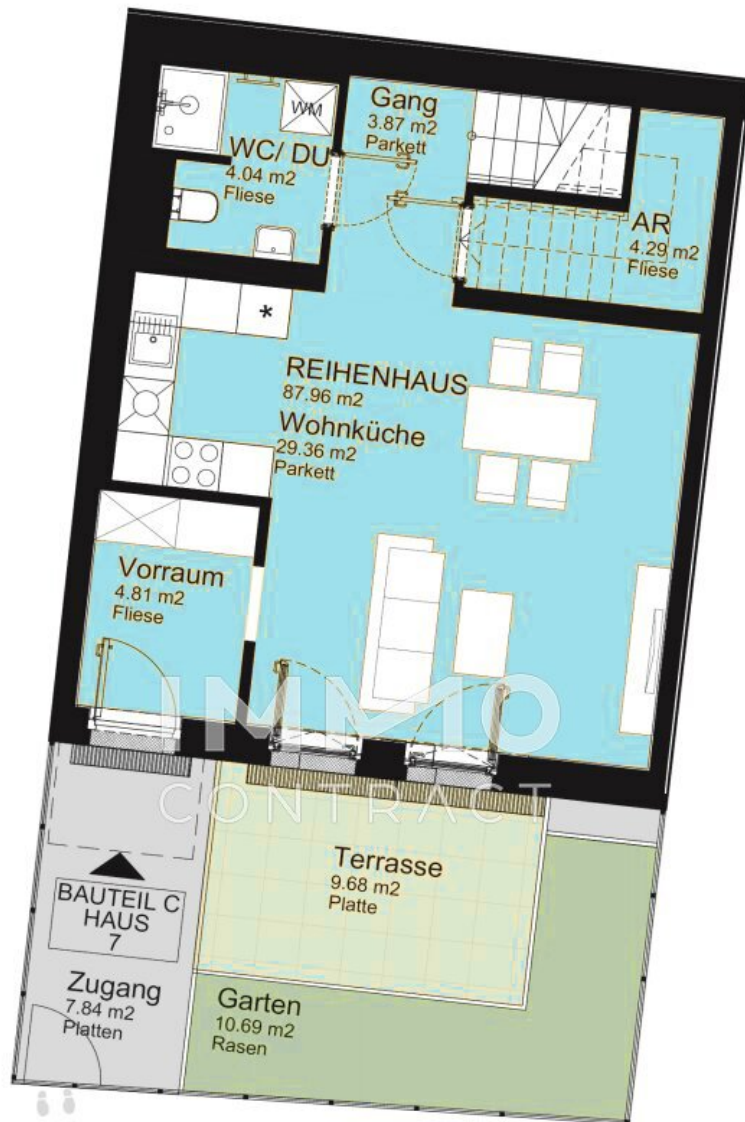 Gang
3.87 m2
Parkett
WM
WC/ DU
4.04 m2
Fliese
AR
4.29 m2
Fliese
*
REIHENHAUS
87.96 m2
Wohnküche
29.36 m2
Parkett
Vorraum
4.81 m2
Fliese
IMMO
CONTRACT
Terrasse
9.68 m2
Platte
BAUTEIL C
HAUS
7
Zugang
7.84 m2
Platten
Garten
10.69 m2
Rasen